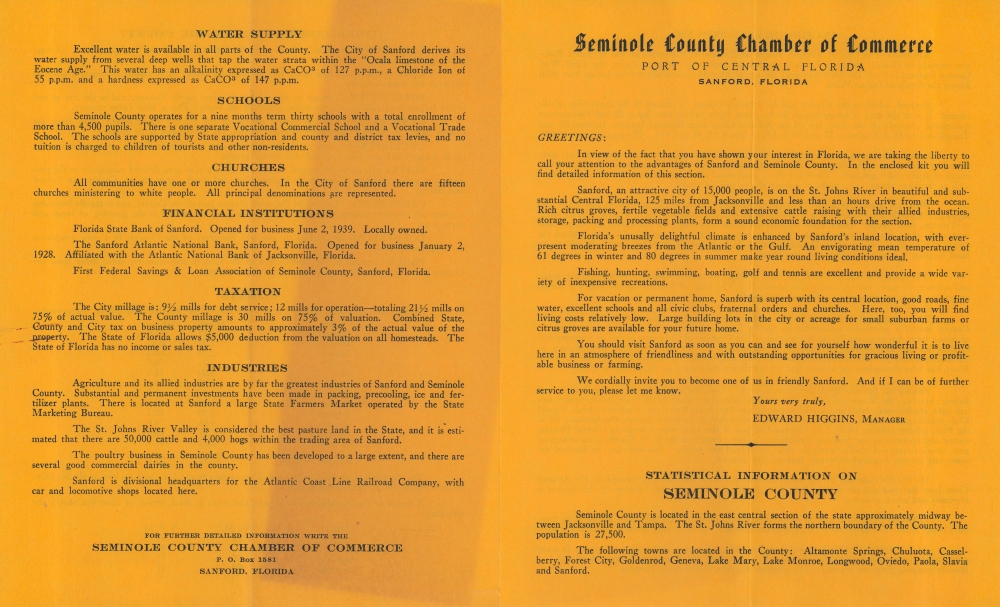 WATER SUPPLY
Excellent water is available in all parts of the County. The City of Sanford derives its
water supply from several deep wells that tap the water strata within the "Ocala limestone of the
Eocene Age." This water has an alkalinity expressed as CaCO³ of 127 p.p.m., a Chloride Ion of
55 p.p.m. and a hardness expressed as CaCO³ of 147 p.p.m.
SCHOOLS
Seminole County operates for a nine months term thirty schools with a total enrollment of
more than 4,500 pupils. There is one separate Vocational Commercial School and a Vocational Trade
School. The schools are supported by State appropriation and county and district tax levies, and no
tuition is charged to children of tourists and other non-residents.
CHURCHES
All communities have one or more churches. In the City of Sanford there are fifteen
churches ministering to white people. All principal denominations are represented.
FINANCIAL INSTITUTIONS
Florida State Bank of Sanford. Opened for business June 2, 1939. Locally owned.
The Sanford Atlantic National Bank, Sanford, Florida. Opened for business January 2,
1928. Affiliated with the Atlantic National Bank of Jacksonville, Florida.
First Federal Savings & Loan Association of Seminole County, Sanford, Florida.
TAXATION
The City millage is: 9½ mills for debt service; 12 mills for operation—totaling 21½ mills on
75% of actual value. The County millage is 30 mills on 75% of valuation. Combined State,
County and City tax on business property amounts to approximately 3% of the actual value of the
property. The State of Florida allows $5,000 deduction from the valuation on all homesteads. The
State of Florida has no income or sales tax.
INDUSTRIES
Agriculture and its allied industries are by far the greatest industries of Sanford and Seminole
County. Substantial and permanent investments have been made in packing, precooling, ice and fer-
tilizer plants. There is located at Sanford a large State Farmers Market operated by the State
Marketing Bureau.
The St. Johns River Valley is considered the best pasture land in the State, and it is esti-
mated that there are 50,000 cattle and 4,000 hogs within the trading area of Sanford.
The poultry business in Seminole County has been developed to a large extent, and there are
several good commercial dairies in the county.
Sanford is divisional headquarters for the Atlantic Coast Line Railroad Company, with
car and locomotive shops located here.
FOR FURTHER DETAILED INFORMATION WRITE THE
SEMINOLE COUNTY CHAMBER OF COMMERCE
P. O. Box 1581
SANFORD, FLORIDA
Seminole County Chamber of Commerce
PORT OF CENTRAL FLORIDA
SANFORD, FLORIDA
GREETINGS:
In view of the fact that you have shown your interest in Florida, we are taking the liberty to
call your attention to the advantages of Sanford and Seminole County. In the enclosed kit you will
find detailed information of this section.
Sanford, an attractive city of 15,000 people, is on the St. Johns River in beautiful and sub-
stantial Central Florida, 125 miles from Jacksonville and less than an hours drive from the ocean.
Rich citrus groves, fertile vegetable fields and extensive cattle raising with their allied industries,
storage, packing and processing plants, form a sound economic foundation for the section.
Florida's unusally delightful climate is enhanced by Sanford's inland location, with ever-
present moderating breezes from the Atlantic or the Gulf. An envigorating mean temperature of
61 degrees in winter and 80 degrees in summer make year round living conditions ideal.
Fishing, hunting, swimming, boating, golf and tennis are excellent and provide a wide var-
iety of inexpensive recreations.
For vacation or permanent home, Sanford is superb with its central location, good roads, fine
water, excellent schools and all civic clubs, fraternal orders and churches. Here, too, you will find
living costs relatively low. Large building lots in the city or acreage for small suburban farms or
citrus groves are available for your future home.
You should visit Sanford as soon as you can and see for yourself how wonderful it is to live
here in an atmosphere of friendliness and with outstanding opportunities for gracious living or profit-
able business or farming.
We cordially invite you to become one of us in friendly Sanford. And if I can be of further
service to you, please let me know.
Yours very truly,
EDWARD HIGGINS, MANAGER
STATISTICAL INFORMATION ON
SEMINOLE COUNTY
Seminole County is located in the east central section of the state approximately midway be-
tween Jacksonville and Tampa. The St. Johns River forms the northern boundary of the County. The
population is 27,500.
The following towns are located in the County: Altamonte Springs, Chuluota, Cassel-
berry, Forest City, Goldenrod, Geneva, Lake Mary, Lake Monroe, Longwood, Oviedo, Paola, Slavia
and Sanford.